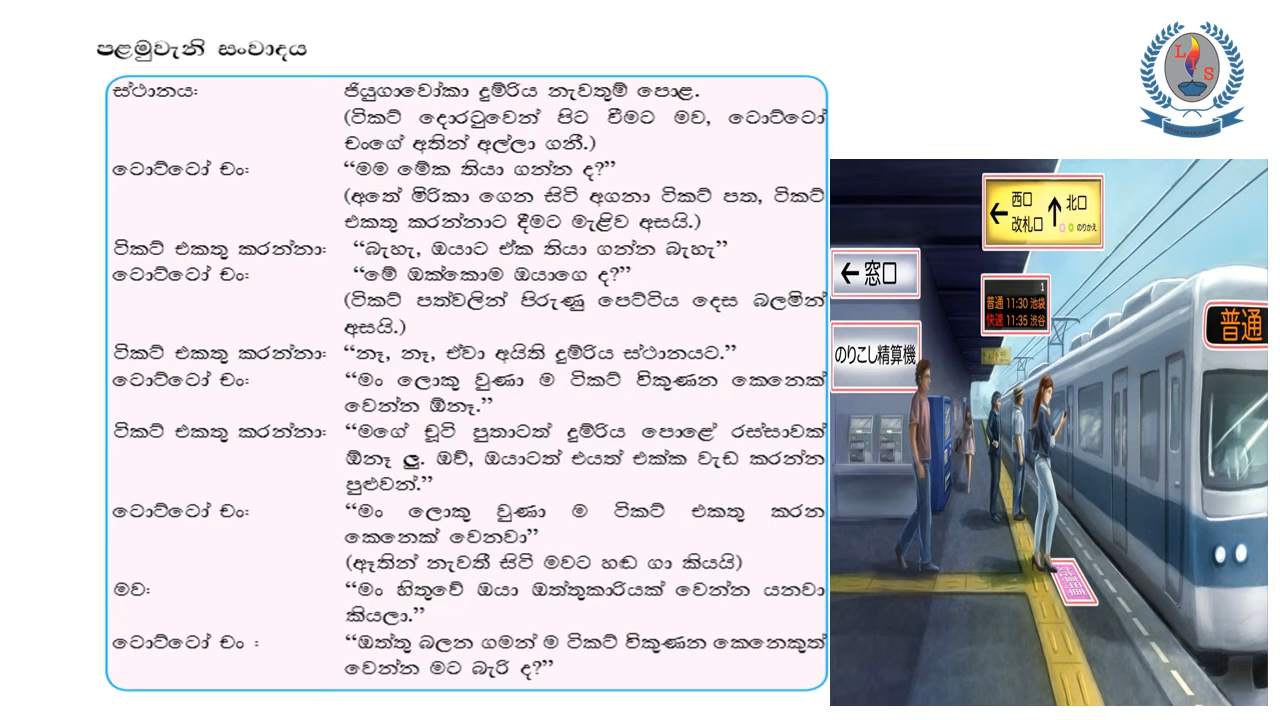 පළමුවැනි සංවාදය
ස්ථානය: ජියුගාවෝකා දුම්රිය නැවතුම් පොළ.
(ටිකට් දොරටුවෙන් පිට වීමට මව, ටොට්ටෝ
චංගේ අතින් අල්ලා ගනී.)
ටොට්ටෝ චං: “මම මේක තියා ගන්න ද?”
(අතේ මිරිකා ගෙන සිටි අගනා ටිකට් පත, ටිකට්
එකතු කරන්නාට දීමට මැළිව අසයි.)
ටිකට් එකතු කරන්නා: “බැහැ, ඔයාට ඒක තියා ගන්න බැහැ”
ටොට්ටෝ චං: “මේ ඔක්කොම ඔයාගෙ ද?”
(ටිකට් පත්වලින් පිරුණු පෙට්ටිය දෙස බලමින්
අසයි.)
ටිකට් එකතු කරන්නා: “නෑ, නෑ, ඒවා අයිති දුම්රිය ස්ථානයට.”
ටොට්ටෝ චං: “මං ලොකු වුණා ම ටිකට් විකුණන කෙනෙක්
වෙන්න ඕනෑ.”
ටිකට් එකතු කරන්නා: “මගේ චූටි පුතාටත් දුම්රිය පොළේ රස්සාවක්
ඕනෑ ලු. ඔව්, ඔයාටත් එයත් එක්ක වැඩ කරන්න
පුළුවන්.”
ටොට්ටෝ චං: “මං ලොකු වුණා ම ටිකට් එකතු කරන
කෙනෙක් වෙනවා”
(ඈතින් නැවතී සිටි මවට හඬ ගා කියයි)
මව: “මං හිතුවේ ඔයා ඔත්තුකාරියක් වෙන්න යනවා
කියලා.”
ටොට්ටෝ චං : “ඔත්තු බලන ගමන් ම ටිකට් විකුණන කෙනෙකුත්
වෙන්න මට බැරි ද?”
L S
← 西口 ↑ 北口
改札口 のりかえ
← 窓口
1
普通 11:30 池袋
快速 11:35 渋谷
普通
のりこし精算機